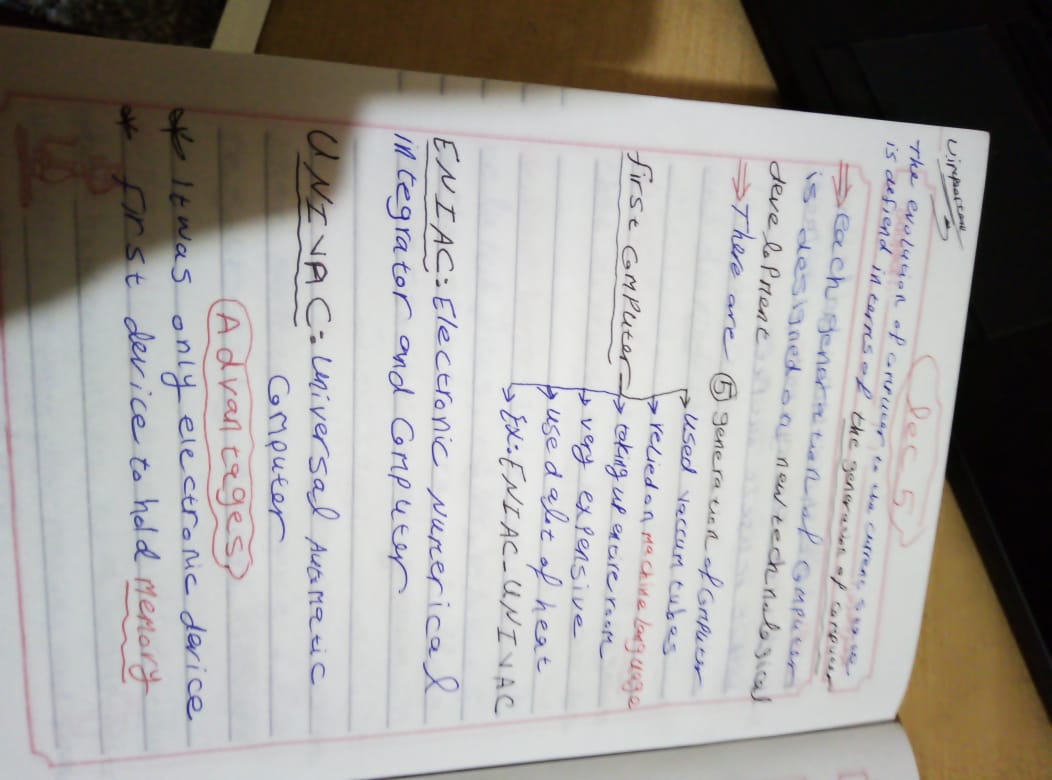 Lec 5
V.important
The evolution of computer to the current state
is defiend in terms of the generation of computer
⇒ Each generation of computer
is designed on a new technological
development
⇒ There are ⑤ generation of computer
first computer
→ used vaccum tubes
→ relied on machine language
→ taking up entire room
→ very expensive
→ used a lot of heat
→ Ex: ENIAC - UNIVAC
ENIAC: Electronic Numerical
integrator and Computer
UNIVAC: Universal Automatic
Computer
Advantages
* It was only electronic device
* first device to hold memory